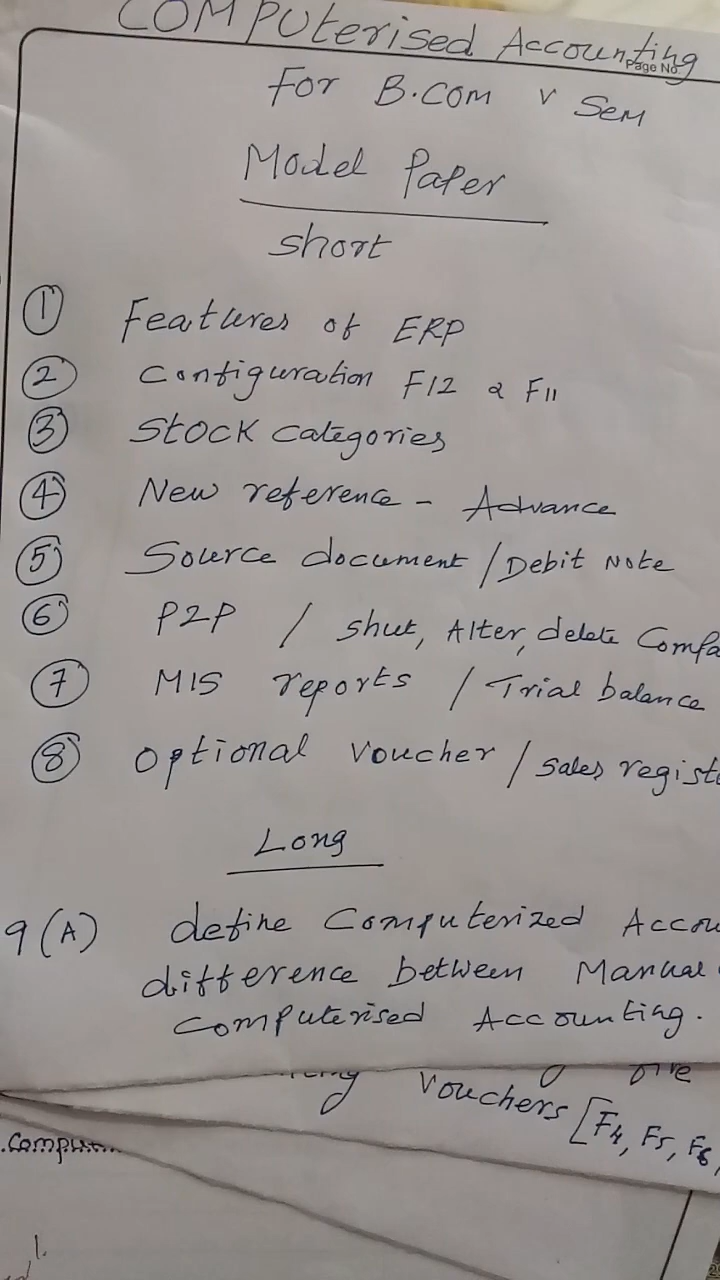 COMPUterised Accounting
Page No.
For B.COM V Sem
Model Paper
short
① Features of ERP
② Configuration F12 & F11
③ Stock Categories
④ New reference - Advance
⑤ Source document / Debit Note
⑥ P2P / shut, Alter, delete Compa
⑦ MIS reports / Trial balance
⑧ Optional Voucher / Sales registe
Long
9 (A) define Computerized Accou
difference between Manual
Computerised Accounting.
Vouchers [F4, F5, F6,